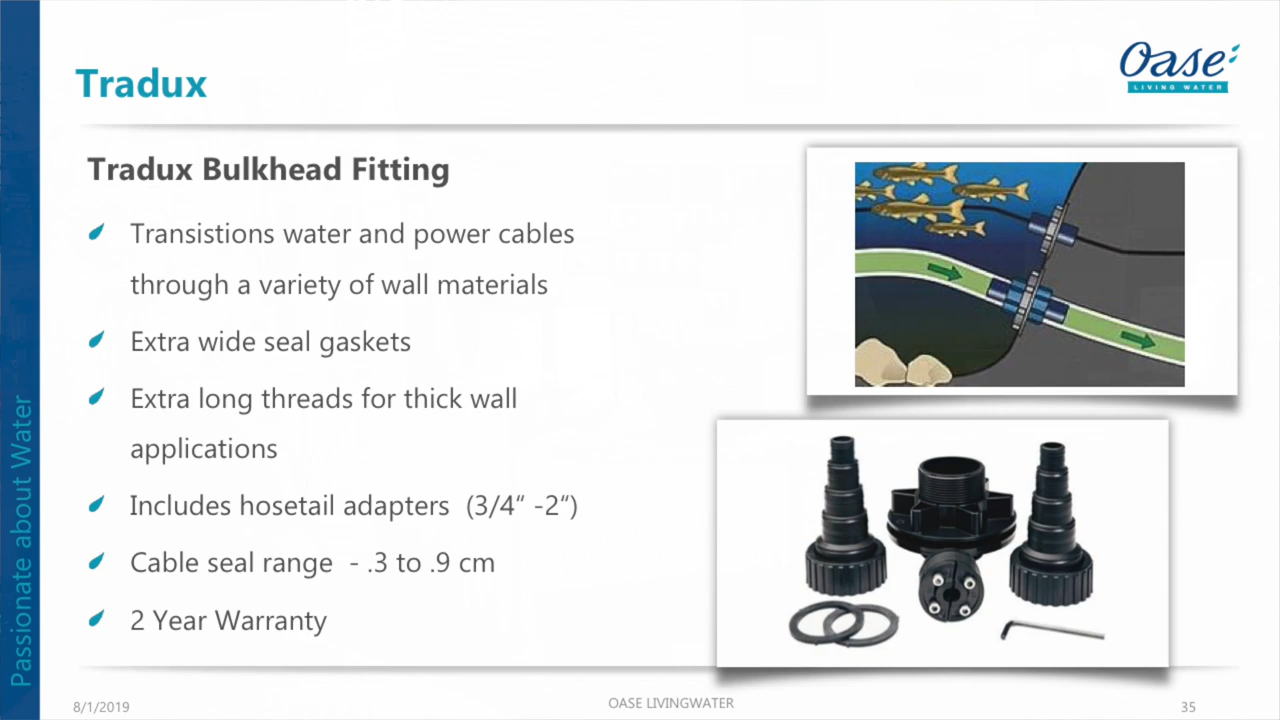 Tradux
Oase
LIVING WATER
Tradux Bulkhead Fitting
Transistions water and power cables
through a variety of wall materials
Extra wide seal gaskets
Extra long threads for thick wall
applications
Includes hosetail adapters  (3/4“ -2“)
Cable seal range  - .3 to .9 cm
2 Year Warranty
Passionate about Water
8/1/2019
OASE LIVINGWATER
35